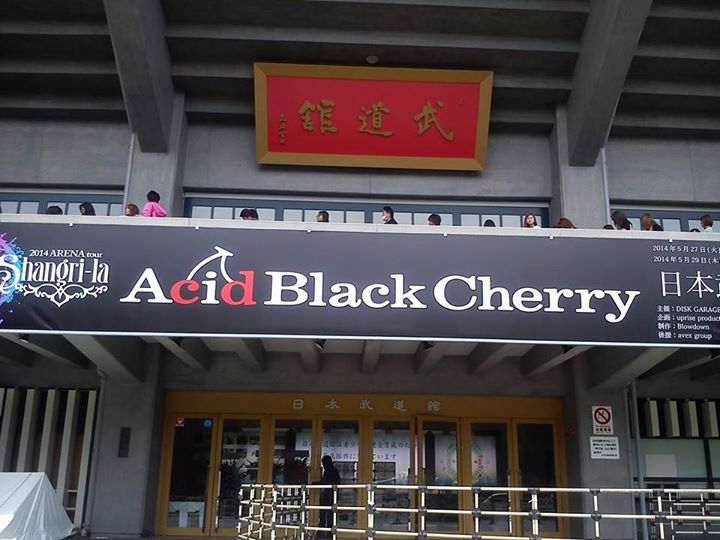 武道館
2014 ARENA tour
Shangri-la
Acid Black Cherry
2014年5月27日(火)
2014年5月29日(木
日本武
主催：DISK GARAGE
企画：uprise product
制作：Blowdown
後援：avex group
日本武道館